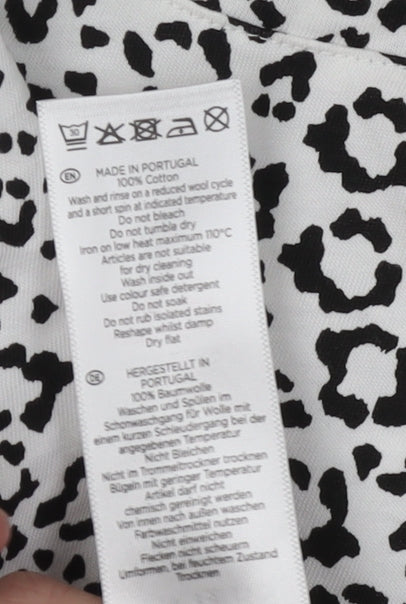 30
EN MADE IN PORTUGAL
100% Cotton
Wash and rinse on a reduced wool cycle
and a short spin at indicated temperature
Do not bleach
Do not tumble dry
Iron on low heat maximum 110°C
Articles are not suitable
for dry cleaning
Wash inside out
Use colour safe detergent
Do not soak
Do not rub isolated stains
Reshape whilst damp
Dry flat
DE HERGESTELLT IN
PORTUGAL
100% Baumwolle
Waschen und Spülen im
Schonwaschgang für Wolle mit
einem kurzen Schleudergang bei der
angegebenen Temperatur
Nicht Bleichen
Nicht im Trommeltrockner trocknen
Bügeln mit geringer Temperatur
Artikel darf nicht
chemisch gereinigt werden
Von innen nach außen waschen
Farbwaschmittel nutzen
Nicht einweichen
Flecken nicht scheuern
Umformen, bei feuchtem Zustand
Trocknen